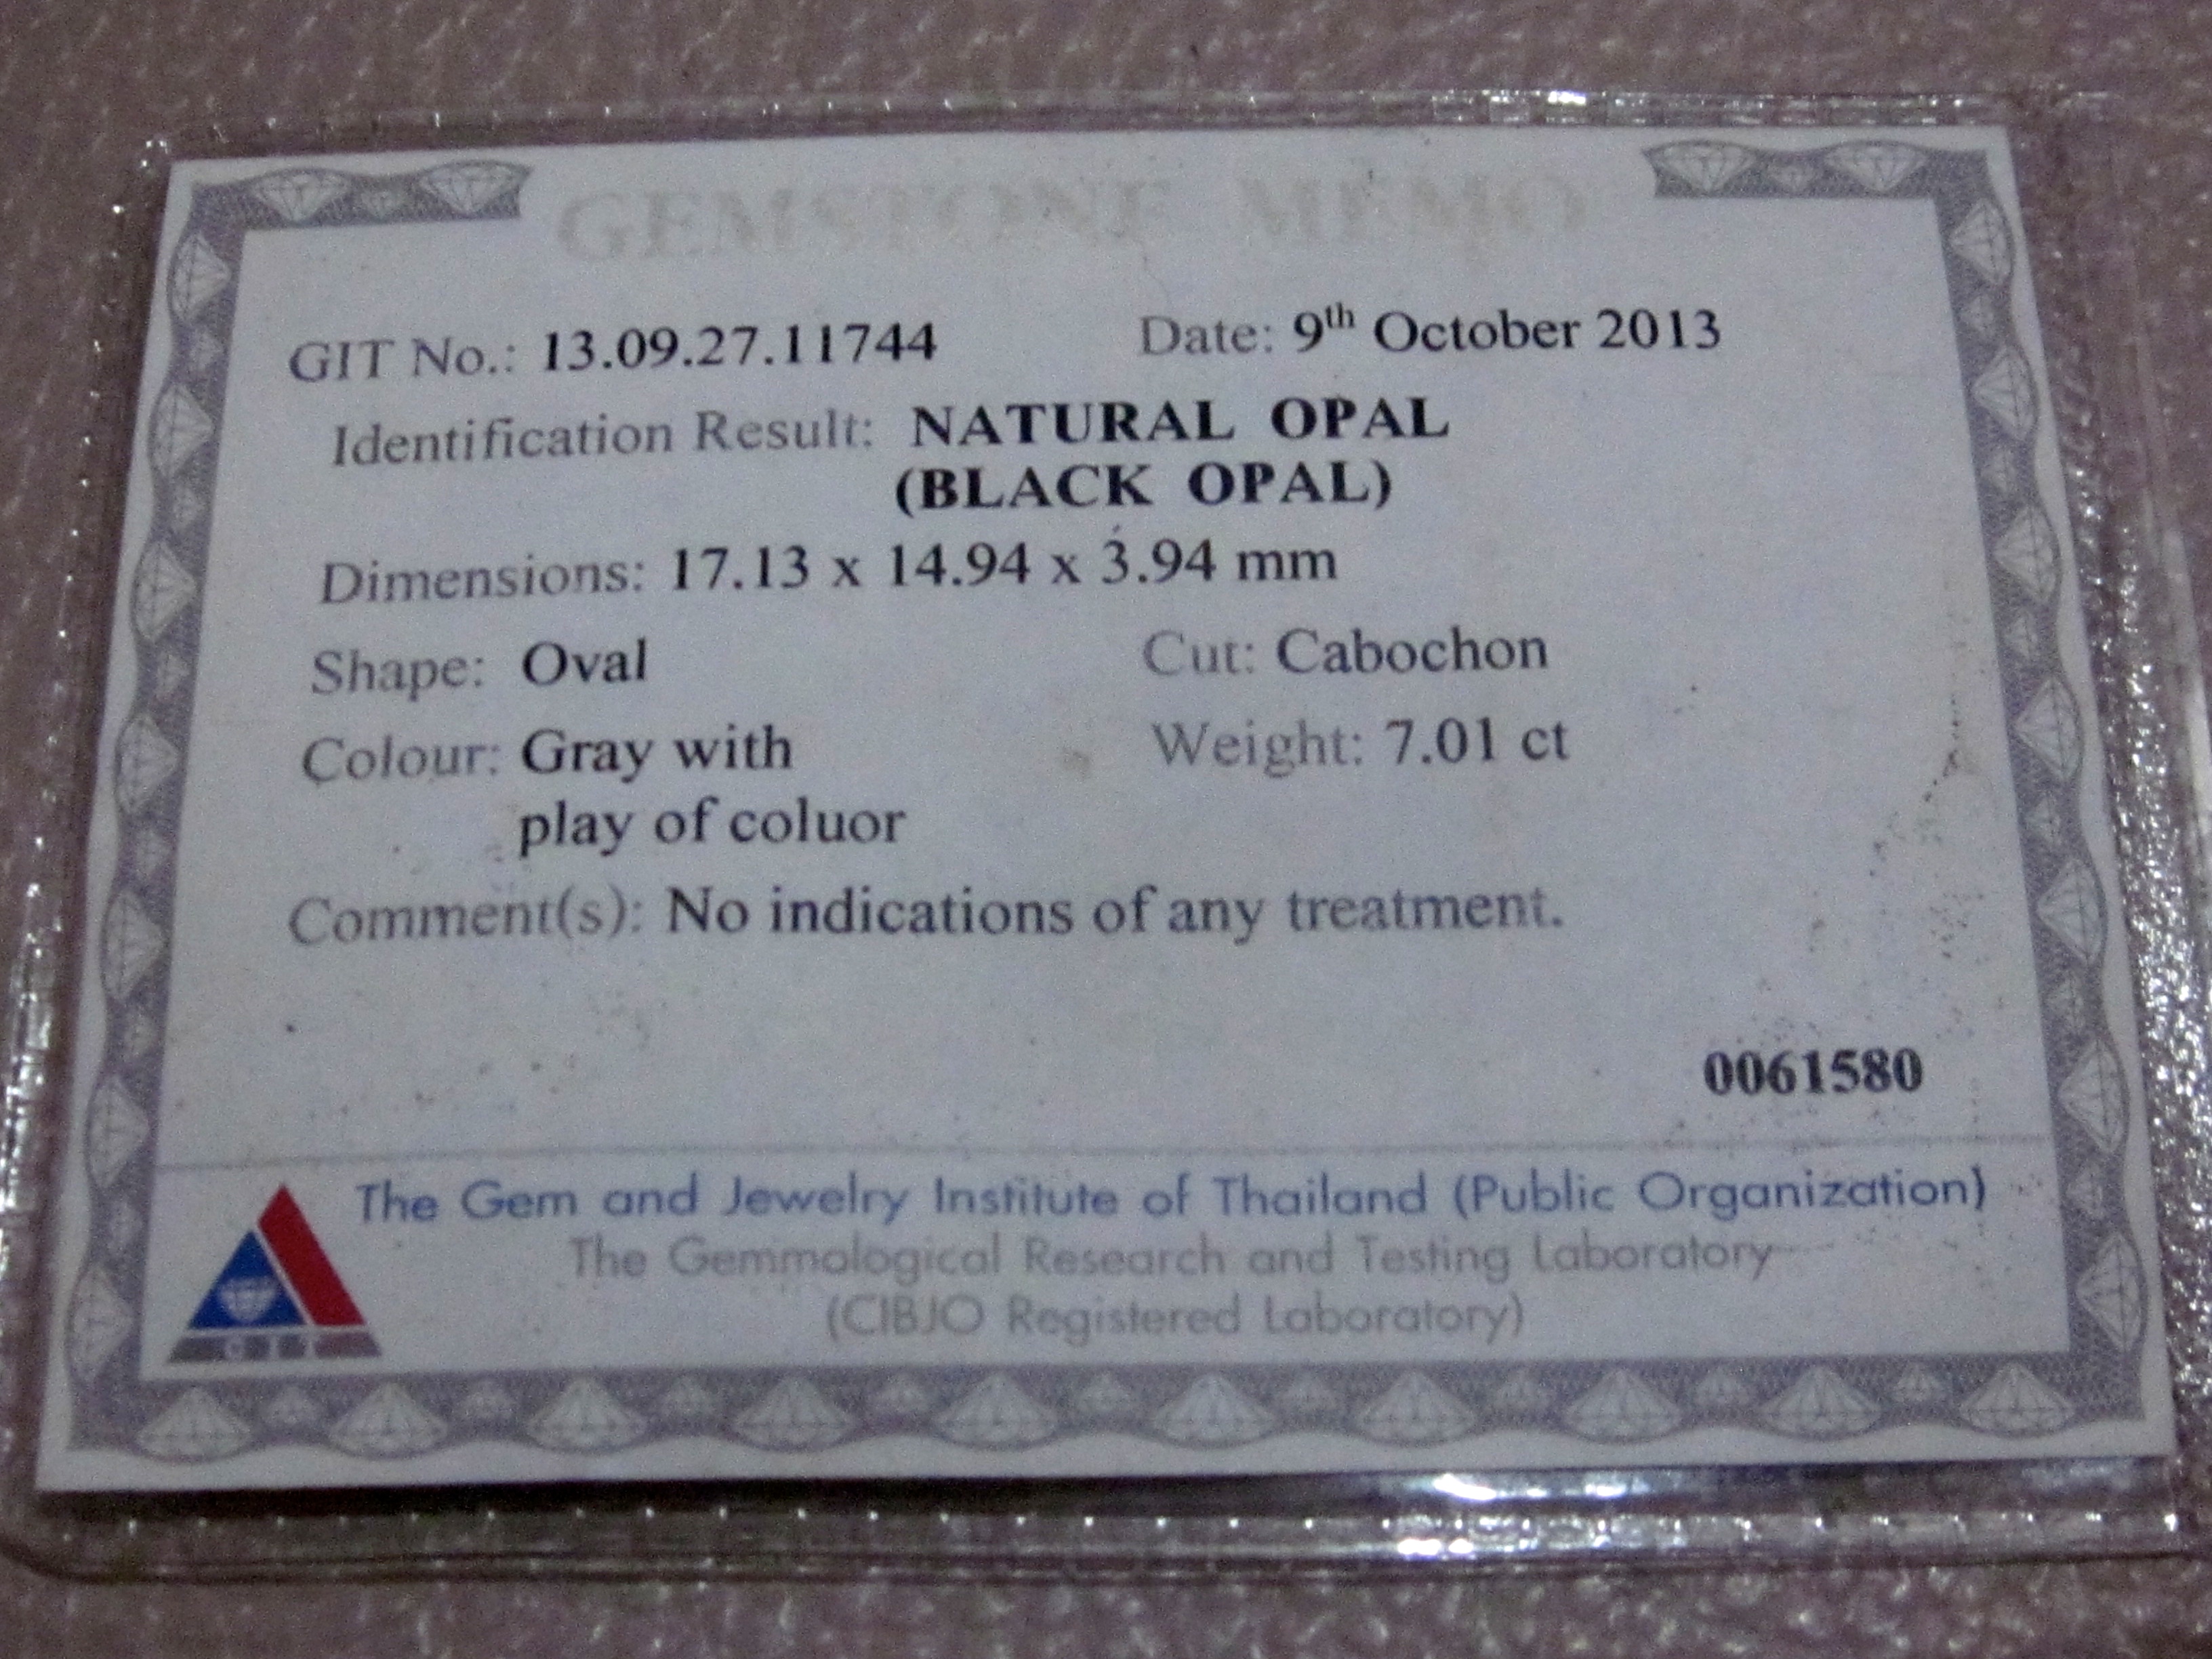 GEMSTONE MEMO
GIT No.: 13.09.27.11744 Date: 9th October 2013
Identification Result: NATURAL OPAL
(BLACK OPAL)
Dimensions: 17.13 x 14.94 x 3.94 mm
Shape: Oval Cut: Cabochon
Colour: Gray with Weight: 7.01 ct
play of coluor
Comment(s): No indications of any treatment.
0061580
The Gem and Jewelry Institute of Thailand (Public Organization)
The Gemmological Research and Testing Laboratory
(CIBJO Registered Laboratory)
G I T